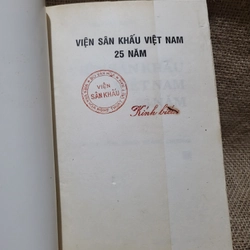 VIỆN SÂN KHẤU VIỆT NAM
25 NĂM
VIỆN
SÂN KHẤU
Kính biếu